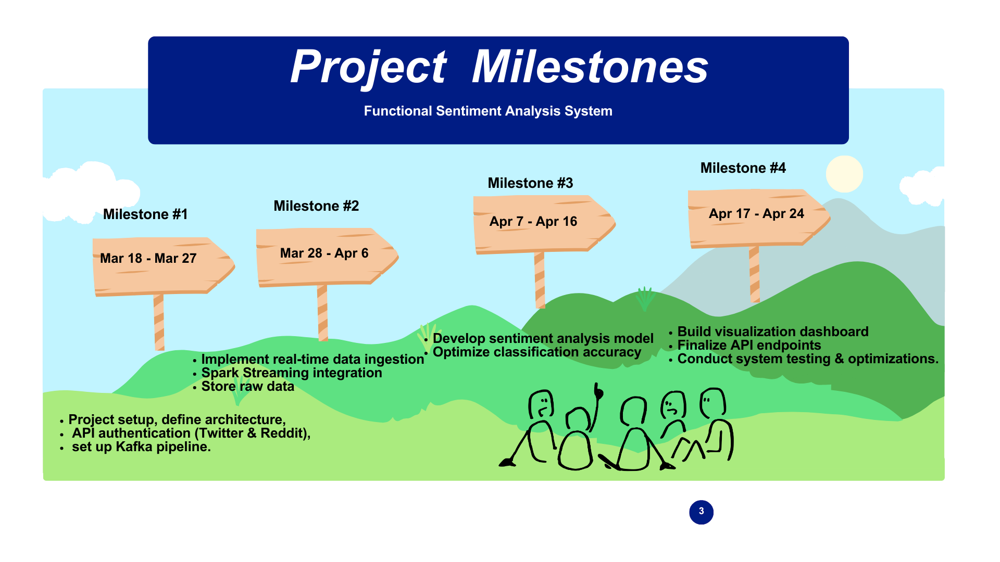 Project Milestones
Functional Sentiment Analysis System
Milestone #1
Mar 18 - Mar 27
• Project setup, define architecture,
• API authentication (Twitter & Reddit),
• set up Kafka pipeline.
Milestone #2
Mar 28 - Apr 6
• Implement real-time data ingestion
• Spark Streaming integration
• Store raw data
Milestone #3
Apr 7 - Apr 16
• Develop sentiment analysis model
• Optimize classification accuracy
Milestone #4
Apr 17 - Apr 24
• Build visualization dashboard
• Finalize API endpoints
• Conduct system testing & optimizations.
3